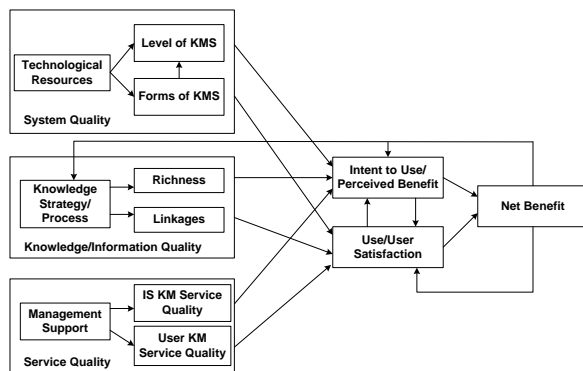 Level of KMS
Technological
Resources
Forms of KMS
System Quality
Knowledge
Strategy/
Process
Richness
Linkages
Knowledge/Information Quality
Management
Support
IS KM Service
Quality
User KM
Service Quality
Service Quality
Intent to Use/
Perceived Benefit
Use/User
Satisfaction
Net Benefit